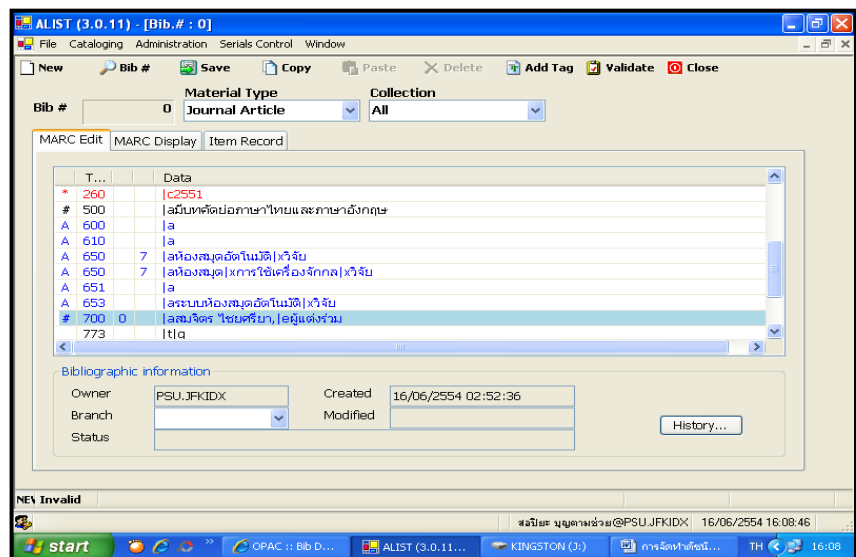 ALIST (3.0.11) - [Bib.# : 0]
File Cataloging Administration Serials Control Window
New Bib # Save Copy Paste Delete Add Tag Validate Close
Material Type Collection
Bib # 0 Journal Article All
MARC Edit MARC Display Item Record
T... Data
* 260 |c2551
# 500 |aมีบทคัดย่อภาษาไทยและภาษาอังกฤษ
A 600 |a
A 610 |a
A 650 7 |aห้องสมุดอัตโนมัติ|xวิจัย
A 650 7 |aห้องสมุด|xการใช้เครื่องจักรกล|xวิจัย
A 651 |a
A 653 |aระบบห้องสมุดอัตโนมัติ|xวิจัย
# 700 0 |aสมจิตร ไชยศรียา,|eผู้แต่งร่วม
773 |t|g
Bibliographic information
Owner PSU.JFKIDX Created 16/06/2554 02:52:36
Branch Modified
History...
Status
NEW Invalid
สอปิยะ บุญตามช่วย@PSU.JFKIDX 16/06/2554 16:08:46
start OPAC :: Bib D... ALIST (3.0.11... KINGSTON (J:) การจัดทำดัชนี... TH 16:08